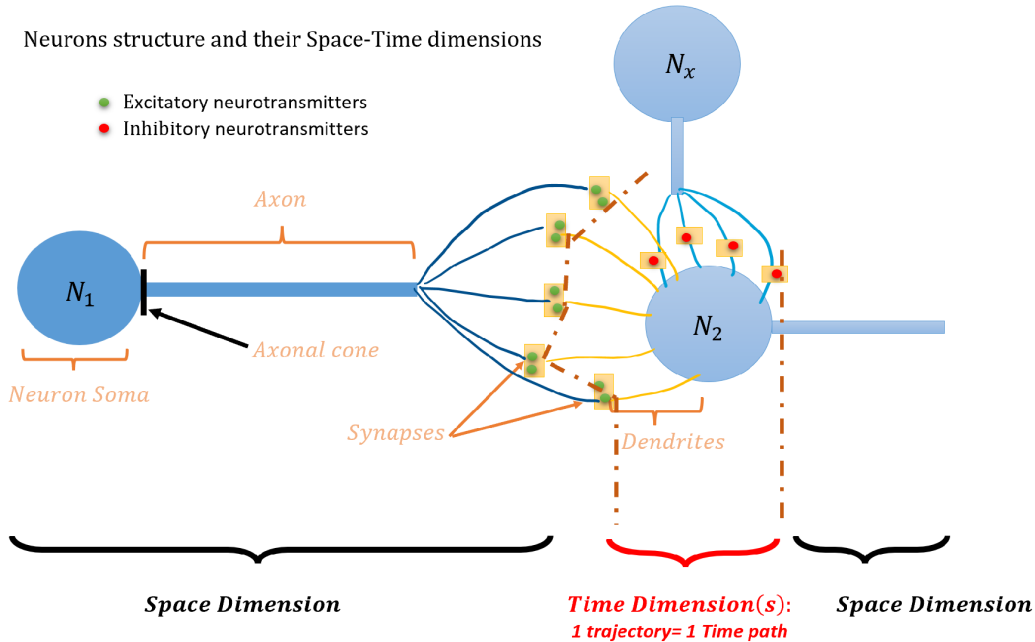 Neurons structure and their Space-Time dimensions
Excitatory neurotransmitters
Inhibitory neurotransmitters
N_x
Axon
N_1
N_2
Axonal cone
Neuron Soma
Synapses
Dendrites
Space Dimension
Time Dimension(s):
1 trajectory= 1 Time path
Space Dimension